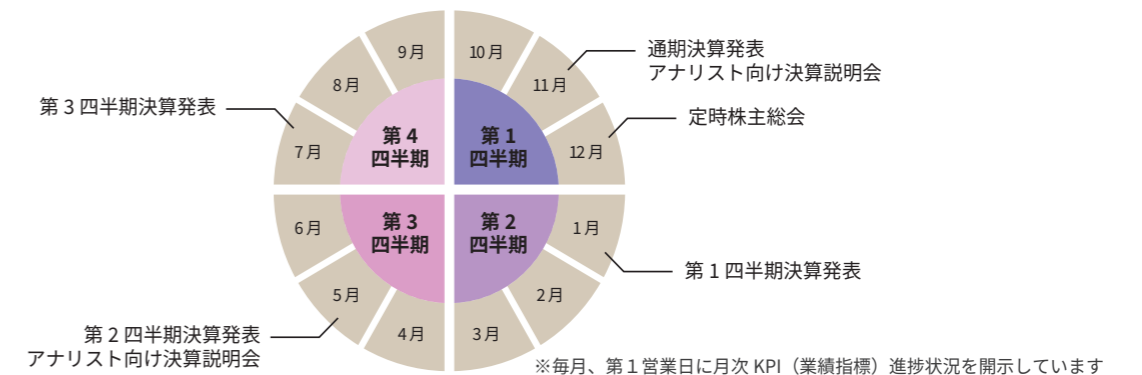 9月
10月
通期決算発表
アナリスト向け決算説明会
8月
11月
第3四半期決算発表
定時株主総会
第4
四半期
第1
四半期
7月
12月
6月
第3
四半期
第2
四半期
1月
第1四半期決算発表
5月
2月
第2四半期決算発表
アナリスト向け決算説明会
4月
3月
※毎月、第1営業日に月次 KPI（業績指標）進捗状況を開示しています